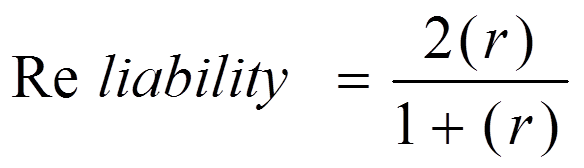 Re liability = 2(r) / 1 + (r)